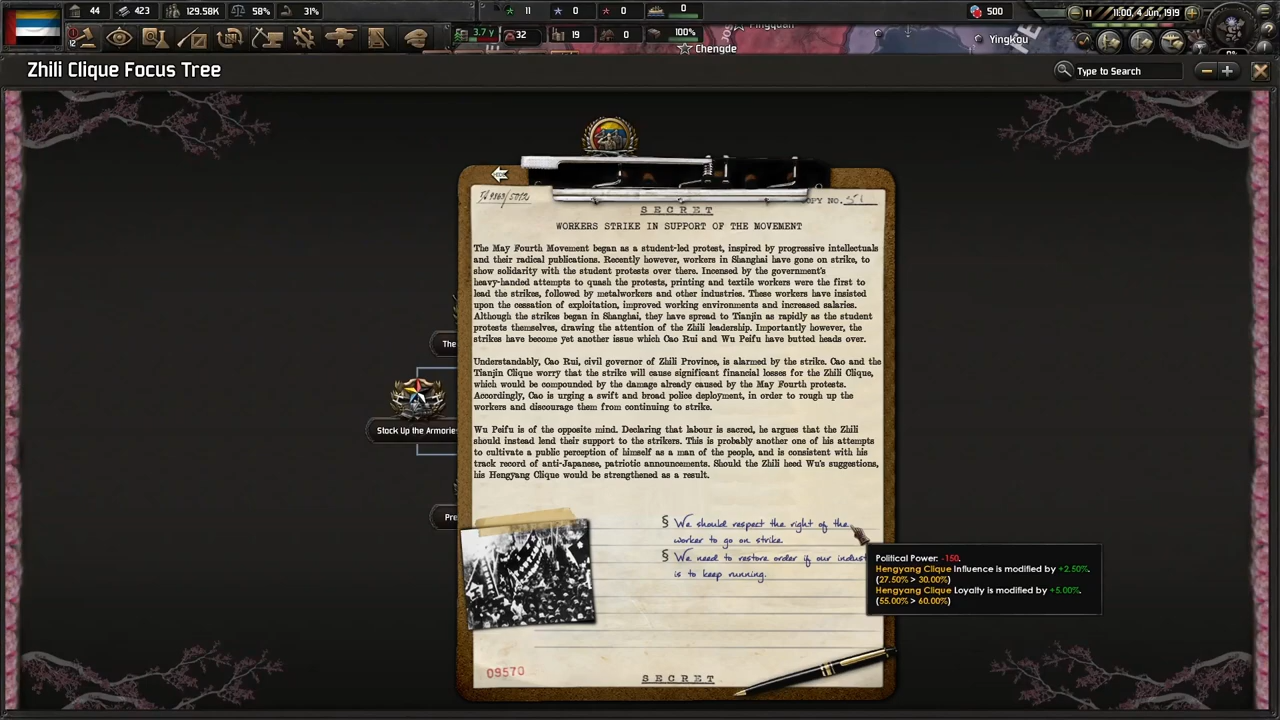 44 423 129.58K 58% 31% 11 0 0 0 500 11:00, 4 Jun, 1919
12 3.7 y 32 19 0 100%
Pingquan
Chengde
Yingkou
0%
Zhili Clique Focus Tree
Type to Search
COPY NO. 51
SECRET
WORKERS STRIKE IN SUPPORT OF THE MOVEMENT
The May Fourth Movement began as a student-led protest, inspired by progressive intellectuals
and their radical publications. Recently however, workers in Shanghai have gone on strike, to
show solidarity with the student protests over there. Incensed by the government's
heavy-handed attempts to quash the protests, printing and textile workers were the first to
lead the strikes, followed by metalworkers and other industries. These workers have insisted
upon the cessation of exploitation, improved working environments and increased salaries.
Although the strikes began in Shanghai, they have spread to Tianjin as rapidly as the student
protests themselves, drawing the attention of the Zhili leadership. Importantly however, the
strikes have become yet another issue which Cao Rui and Wu Peifu have butted heads over.
Understandably, Cao Rui, civil governor of Zhili Province, is alarmed by the strike. Cao and the
Tianjin Clique worry that the strike will cause significant financial losses for the Zhili Clique,
which would be compounded by the damage already caused by the May Fourth protests.
Accordingly, Cao is urging a swift and broad police deployment, in order to rough up the
workers and discourage them from continuing to strike.
Wu Peifu is of the opposite mind. Declaring that labour is sacred, he argues that the Zhili
should instead lend their support to the strikers. This is probably another one of his attempts
to cultivate a public perception of himself as a man of the people, and is consistent with his
track record of anti-Japanese, patriotic announcements. Should the Zhili heed Wu's suggestions,
his Hengyang Clique would be strengthened as a result.
The
Stock Up the Armories
Pre
§ We should respect the right of the
worker to go on strike.
§ We need to restore order if our indust
is to keep running.
Political Power: -150.
Hengyang Clique Influence is modified by +2.50%.
(27.50% > 30.00%)
Hengyang Clique Loyalty is modified by +5.00%.
(55.00% > 60.00%)
09570
SECRET